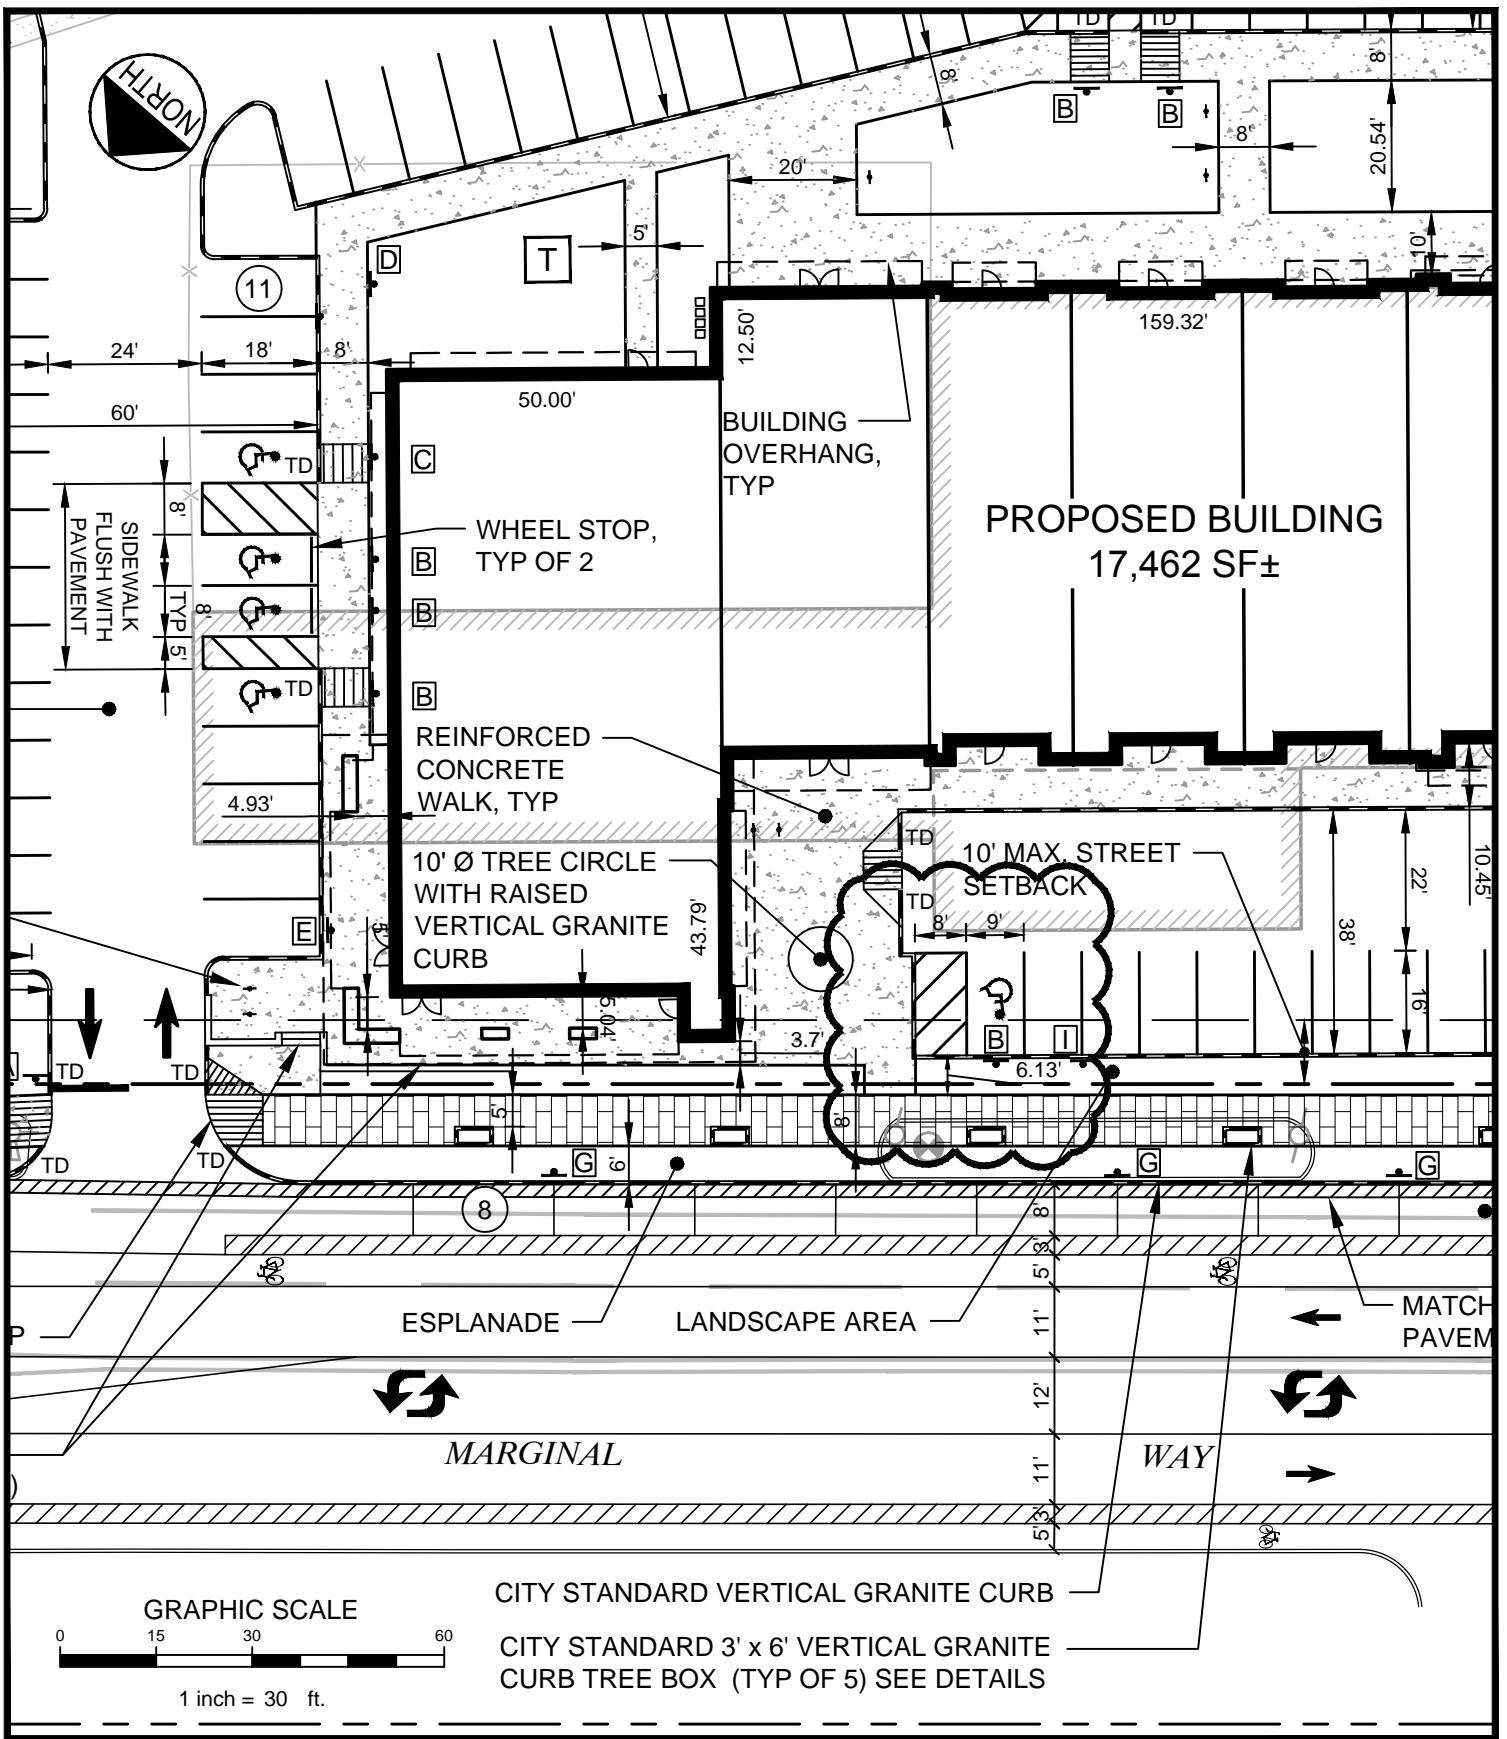 TD
TD
NORTH
8'
8'
B
B
8'
20.54'
20'
5'
T
D
10'
11
12.50'
159.32'
24'
18'
8'
50.00'
60'
BUILDING
OVERHANG,
TYP
C
TD
8'
SIDEWALK
FLUSH WITH
PAVEMENT
WHEEL STOP,
TYP OF 2
PROPOSED BUILDING
17,462 SF±
B
B
8'
TYP
5'
TD
B
REINFORCED
CONCRETE
WALK, TYP
4.93'
10' Ø TREE CIRCLE
WITH RAISED
VERTICAL GRANITE
CURB
TD
10' MAX. STREET
SETBACK
TD
22'
10.45'
38'
43.79'
E
5'
8'
9'
16'
5.04'
3.7'
B
I
6.13'
A
TD
TD
5'
8'
TD
TD
G
9'
G
G
8
8'
3'
5'
ESPLANADE
LANDSCAPE AREA
11'
MATCH
PAVEM
P
12'
MARGINAL
WAY
11'
)
3'
5'
CITY STANDARD VERTICAL GRANITE CURB
GRAPHIC SCALE
0 15 30 60
CITY STANDARD 3' x 6' VERTICAL GRANITE
CURB TREE BOX (TYP OF 5) SEE DETAILS
1 inch = 30 ft.